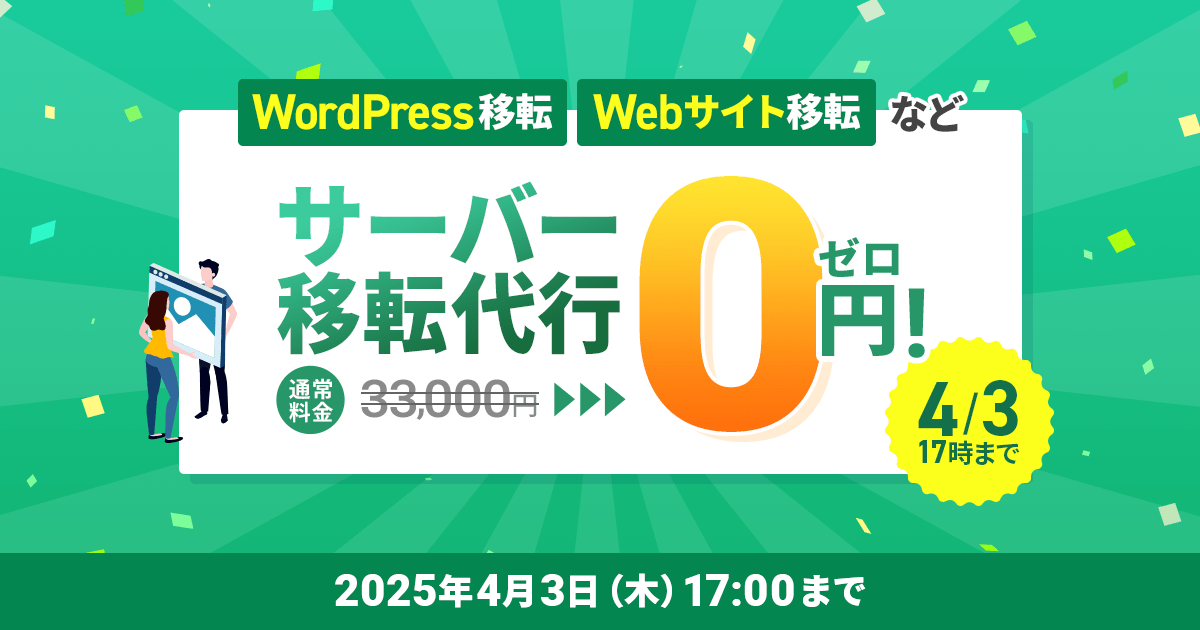 WordPress移転 Webサイト移転 など
サーバー
移転代行
0
ゼロ
円!
通常
料金
33,000円
4/3
17時まで
2025年4月3日（木）17:00まで